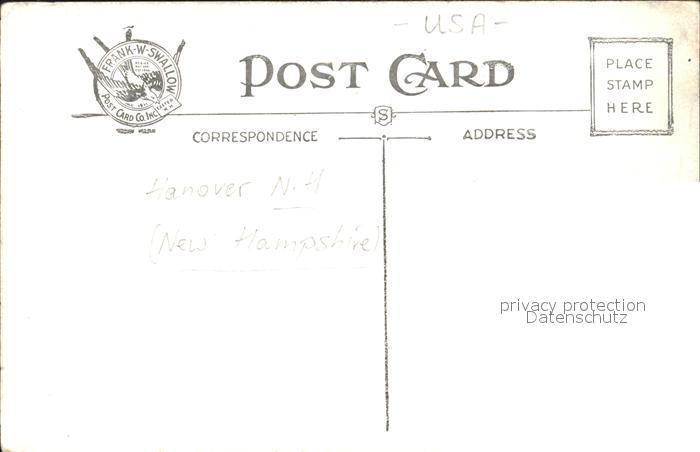 - USA -
FRANK-W-SWALLOW
POST CARD CO. INC.
POST CARD
PLACE
STAMP
HERE
S
CORRESPONDENCE
ADDRESS
Hanover N.H
(New Hampshire)
privacy protection
Datenschutz